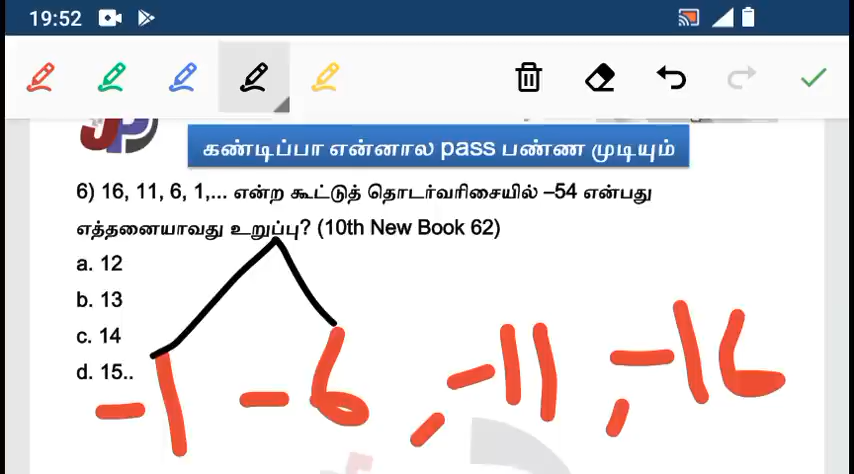 19:52
கண்டிப்பா என்னால pass பண்ண முடியும்
6) 16, 11, 6, 1,... என்ற கூட்டுத் தொடர்வரிசையில் –54 என்பது
எத்தனையாவது உறுப்பு? (10th New Book 62)
a. 12
b. 13
c. 14
d. 15..
-1 -6, -11, -16